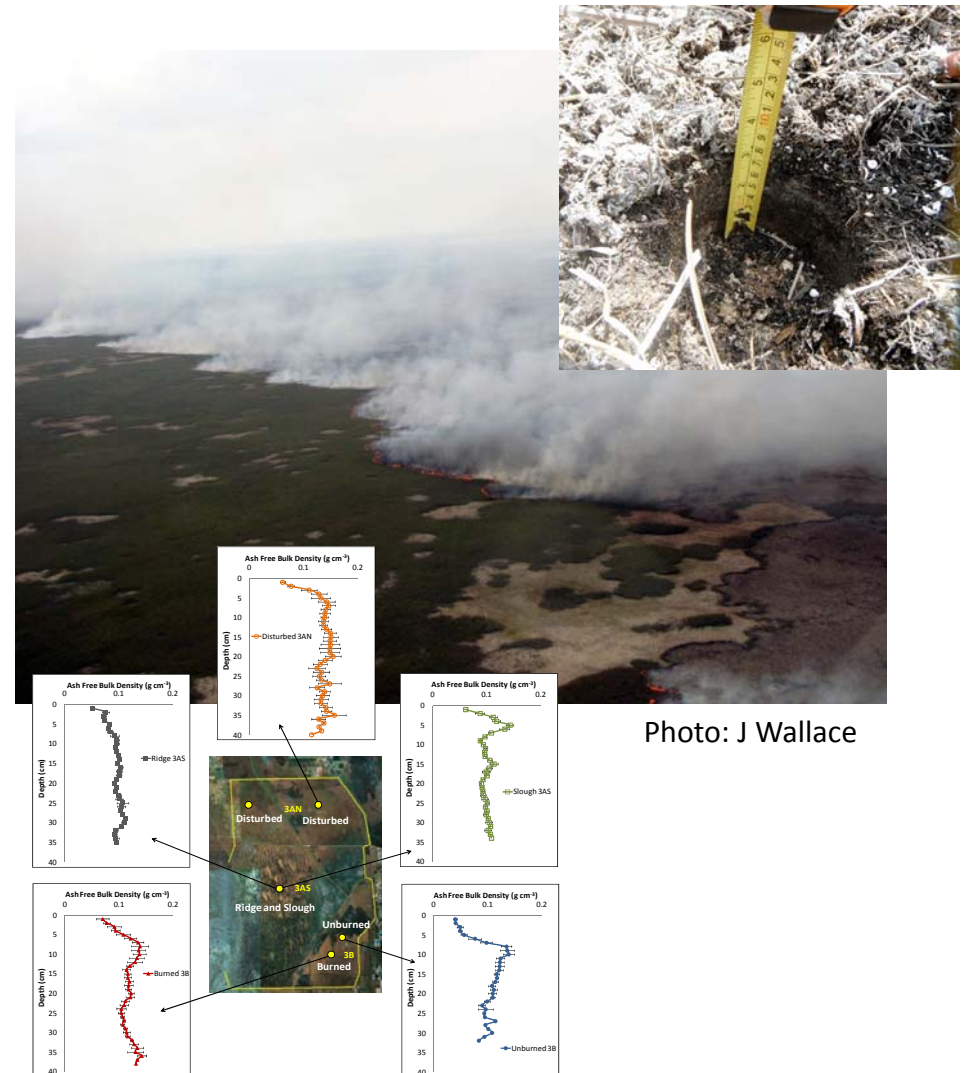 Photo: J Wallace
Ash Free Bulk Density (g cm⁻³)
0 0.1 0.2
Depth (cm)
0
5
10
15
20
25
30
35
40
Disturbed 3AN
Ash Free Bulk Density (g cm⁻³)
0 0.1 0.2
Depth (cm)
0
5
10
15
20
25
30
35
40
Ridge 3AS
Ash Free Bulk Density (g cm⁻³)
0 0.1 0.2
Depth (cm)
0
5
10
15
20
25
30
35
40
Slough 3AS
3AN
Disturbed Disturbed
3AS
Ridge and Slough
Unburned
3B
Burned
Ash Free Bulk Density (g cm⁻³)
0 0.1 0.2
Depth (cm)
0
5
10
15
20
25
30
35
40
Burned 3B
Ash Free Bulk Density (g cm⁻³)
0 0.1 0.2
Depth (cm)
0
5
10
15
20
25
30
35
40
Unburned 3B